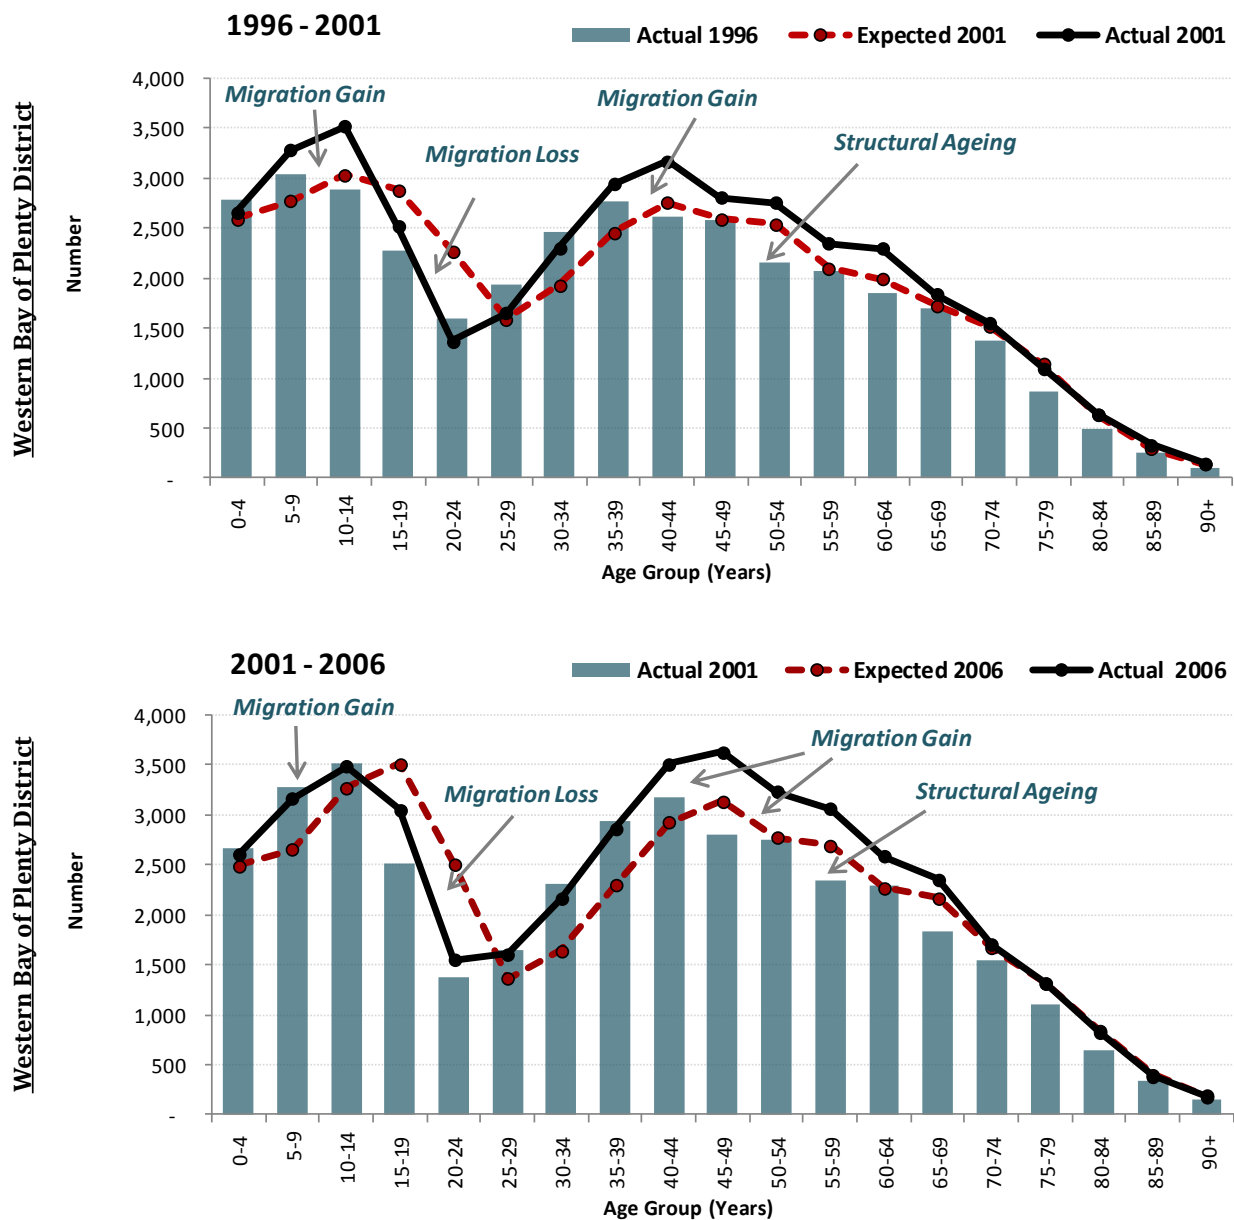 1996 - 2001
Actual 1996
Expected 2001
Actual 2001
Western Bay of Plenty District
Number
4,000
3,500
3,000
2,500
2,000
1,500
1,000
500
-
Migration Gain
Migration Loss
Migration Gain
Structural Ageing
0-4
5-9
10-14
15-19
20-24
25-29
30-34
35-39
40-44
45-49
50-54
55-59
60-64
65-69
70-74
75-79
80-84
85-89
90+
Age Group (Years)
2001 - 2006
Actual 2001
Expected 2006
Actual 2006
Western Bay of Plenty District
Number
4,000
3,500
3,000
2,500
2,000
1,500
1,000
500
-
Migration Gain
Migration Loss
Migration Gain
Structural Ageing
0-4
5-9
10-14
15-19
20-24
25-29
30-34
35-39
40-44
45-49
50-54
55-59
60-64
65-69
70-74
75-79
80-84
85-89
90+
Age Group (Years)